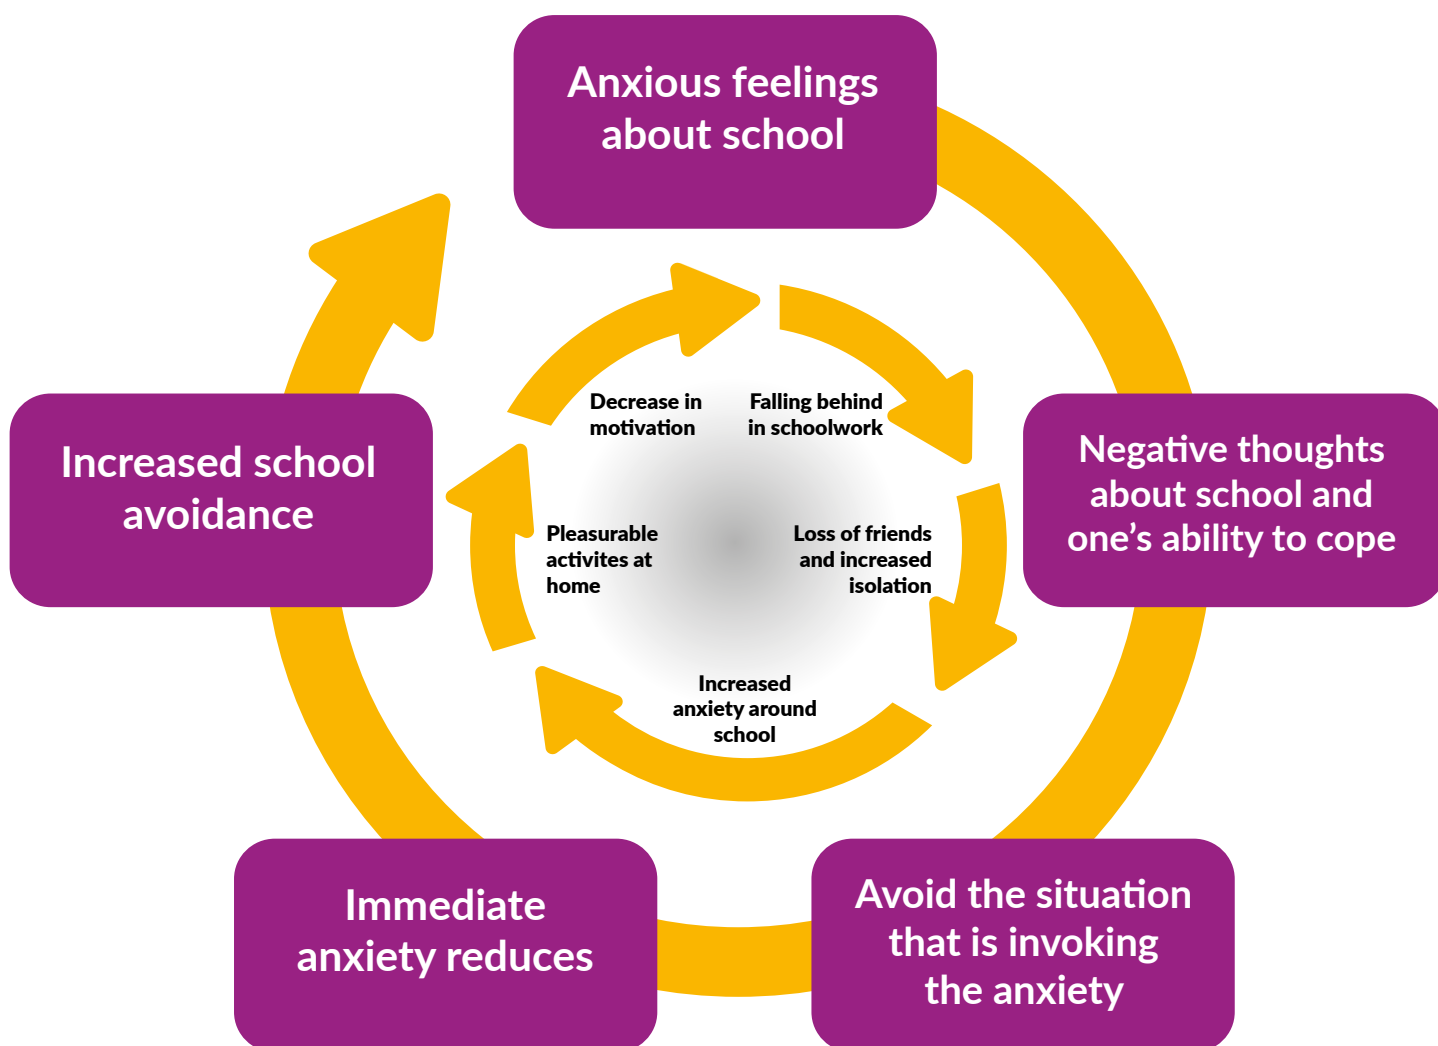 Anxious feelings
about school
Negative thoughts
about school and
one’s ability to cope
Avoid the situation
that is invoking
the anxiety
Immediate
anxiety reduces
Increased school
avoidance
Falling behind
in schoolwork
Loss of friends
and increased
isolation
Increased
anxiety around
school
Pleasurable
activites at
home
Decrease in
motivation